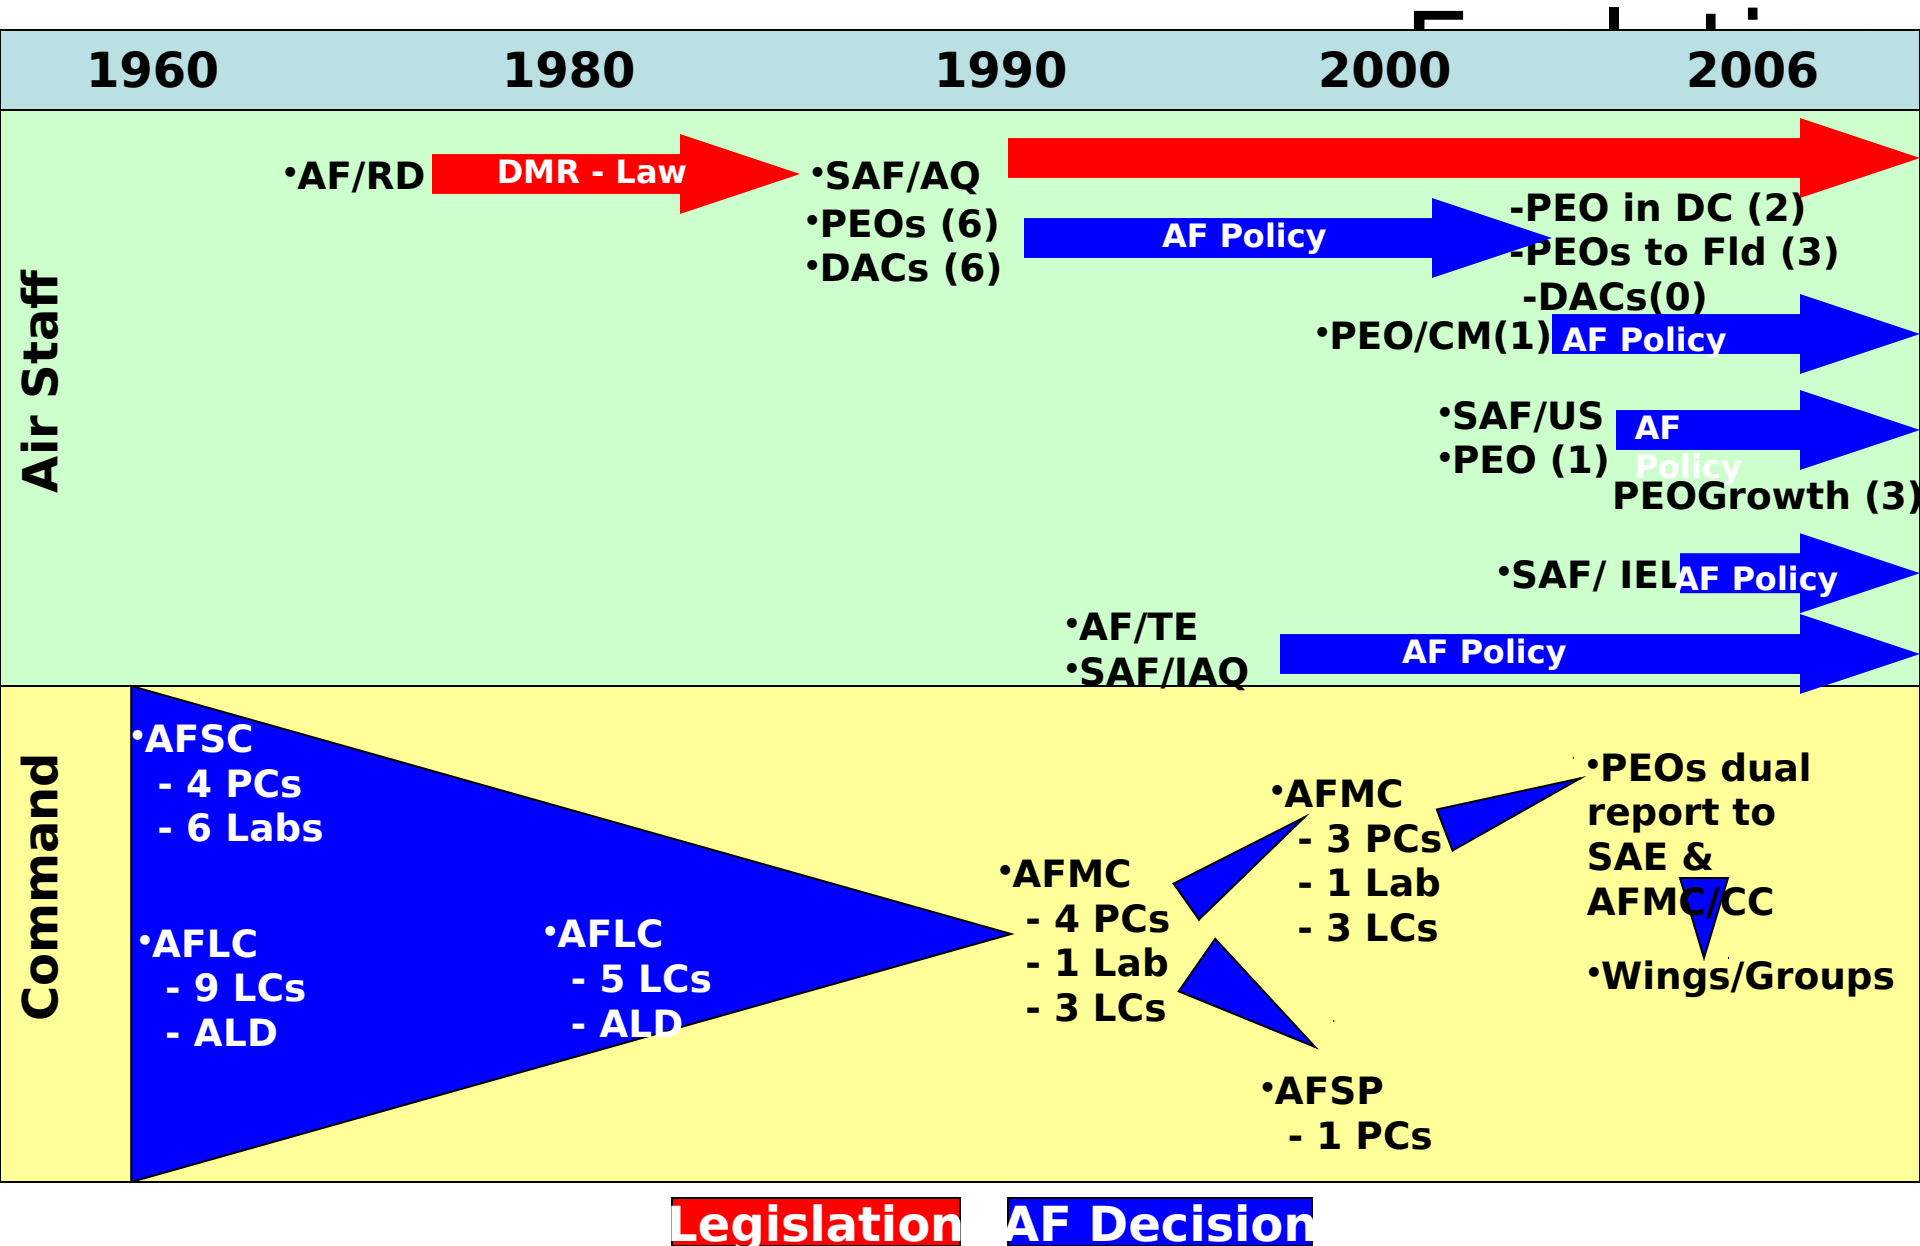 1960 1980 1990 2000 2006
Air Staff
•AF/RD
DMR - Law
•SAF/AQ
•PEOs (6)
•DACs (6)
AF Policy
-PEO in DC (2)
-PEOs to Fld (3)
-DACs(0)
•PEO/CM(1)
AF Policy
•SAF/US
•PEO (1)
AF
Policy
PEOGrowth (3)
•SAF/ IEL
AF Policy
•AF/TE
•SAF/IAQ
AF Policy
Command
•AFSC
- 4 PCs
- 6 Labs
•AFLC
- 9 LCs
- ALD
•AFLC
- 5 LCs
- ALD
•AFMC
- 4 PCs
- 1 Lab
- 3 LCs
•AFMC
- 3 PCs
- 1 Lab
- 3 LCs
•AFSP
- 1 PCs
•PEOs dual
report to
SAE &
AFMC/CC
•Wings/Groups
Legislation
AF Decision